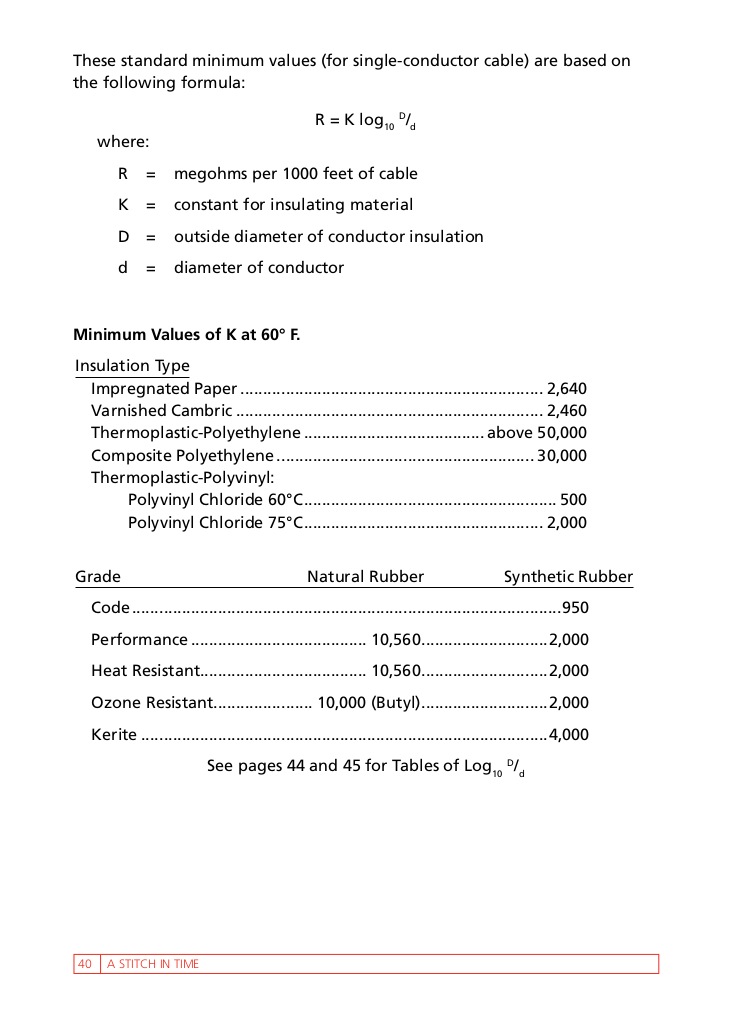 These standard minimum values (for single-conductor cable) are based on
the following formula:
R = K log10 D/d
where:
R = megohms per 1000 feet of cable
K = constant for insulating material
D = outside diameter of conductor insulation
d = diameter of conductor
Minimum Values of K at 60° F.
Insulation Type
Impregnated Paper ................................................................... 2,640
Varnished Cambric .................................................................... 2,460
Thermoplastic-Polyethylene ........................................ above 50,000
Composite Polyethylene ......................................................... 30,000
Thermoplastic-Polyvinyl:
Polyvinyl Chloride 60°C........................................................ 500
Polyvinyl Chloride 75°C..................................................... 2,000
Grade Natural Rubber Synthetic Rubber
Code ...............................................................................................950
Performance ....................................... 10,560............................2,000
Heat Resistant..................................... 10,560............................2,000
Ozone Resistant...................... 10,000 (Butyl)............................2,000
Kerite ..........................................................................................4,000
See pages 44 and 45 for Tables of Log10 D/d
40 A STITCH IN TIME